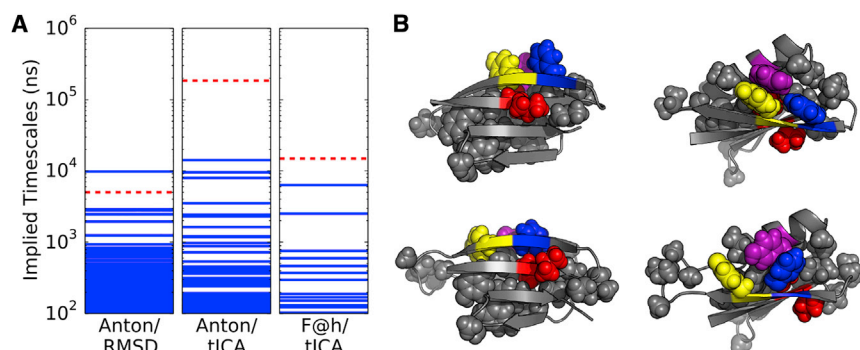 A
B
Implied Timescales (ns)
10^6
10^5
10^4
10^3
10^2
Anton/
RMSD
Anton/
tICA
F@h/
tICA